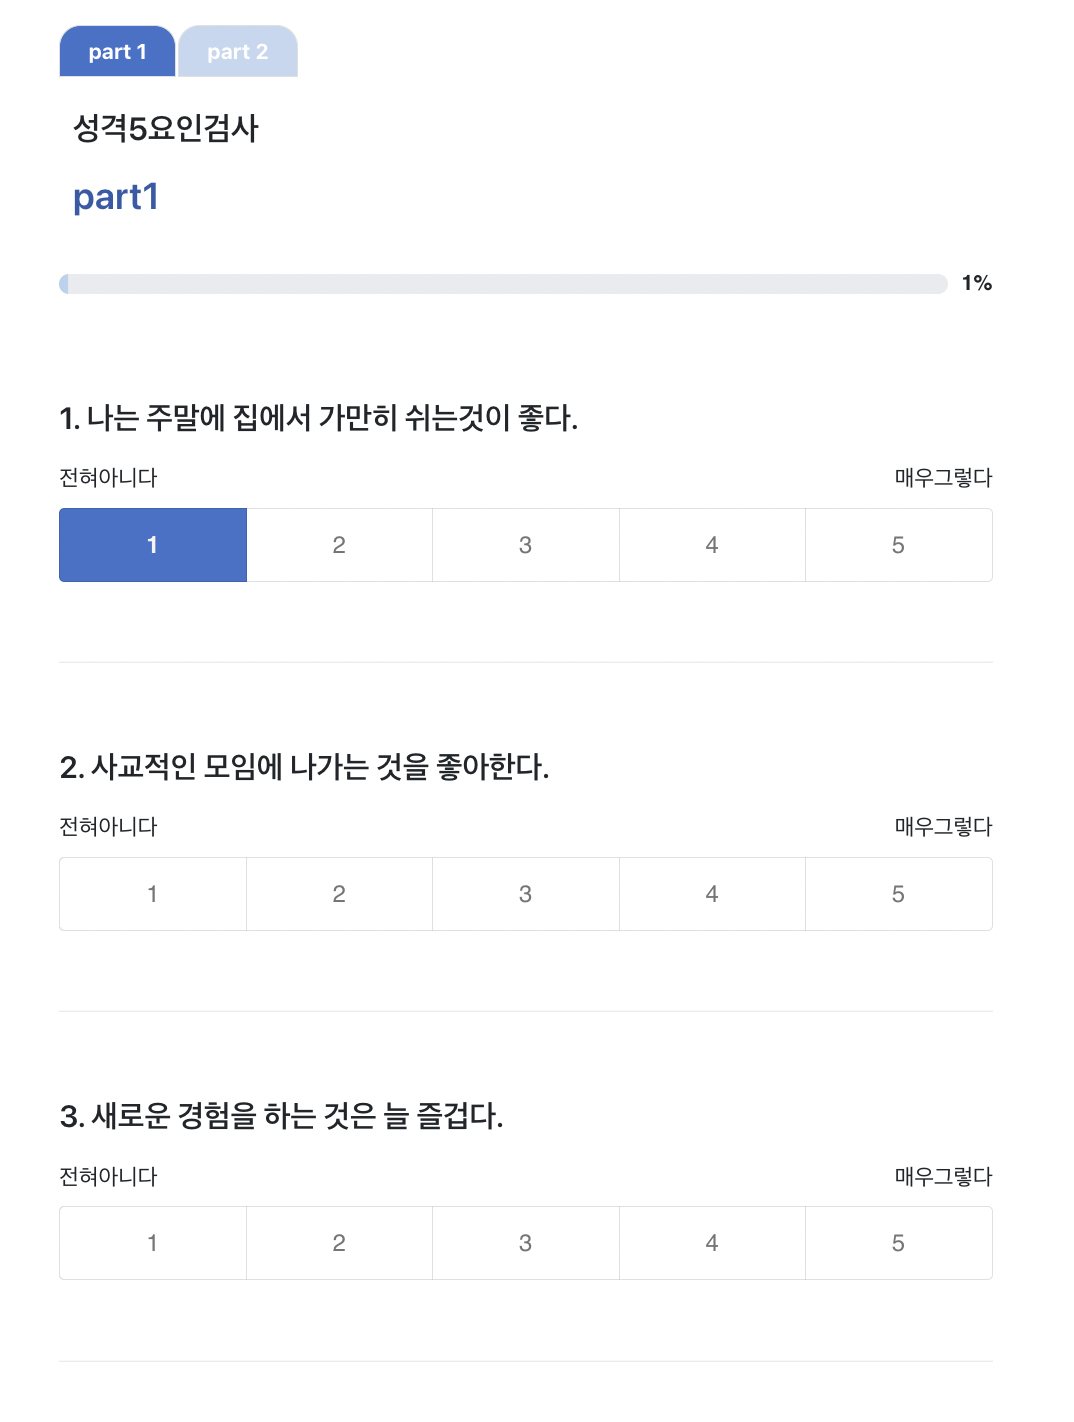 part 1 part 2
성격5요인검사
part1
1%
1. 나는 주말에 집에서 가만히 쉬는것이 좋다.
전혀아니다 매우그렇다
1 2 3 4 5
2. 사교적인 모임에 나가는 것을 좋아한다.
전혀아니다 매우그렇다
1 2 3 4 5
3. 새로운 경험을 하는 것은 늘 즐겁다.
전혀아니다 매우그렇다
1 2 3 4 5